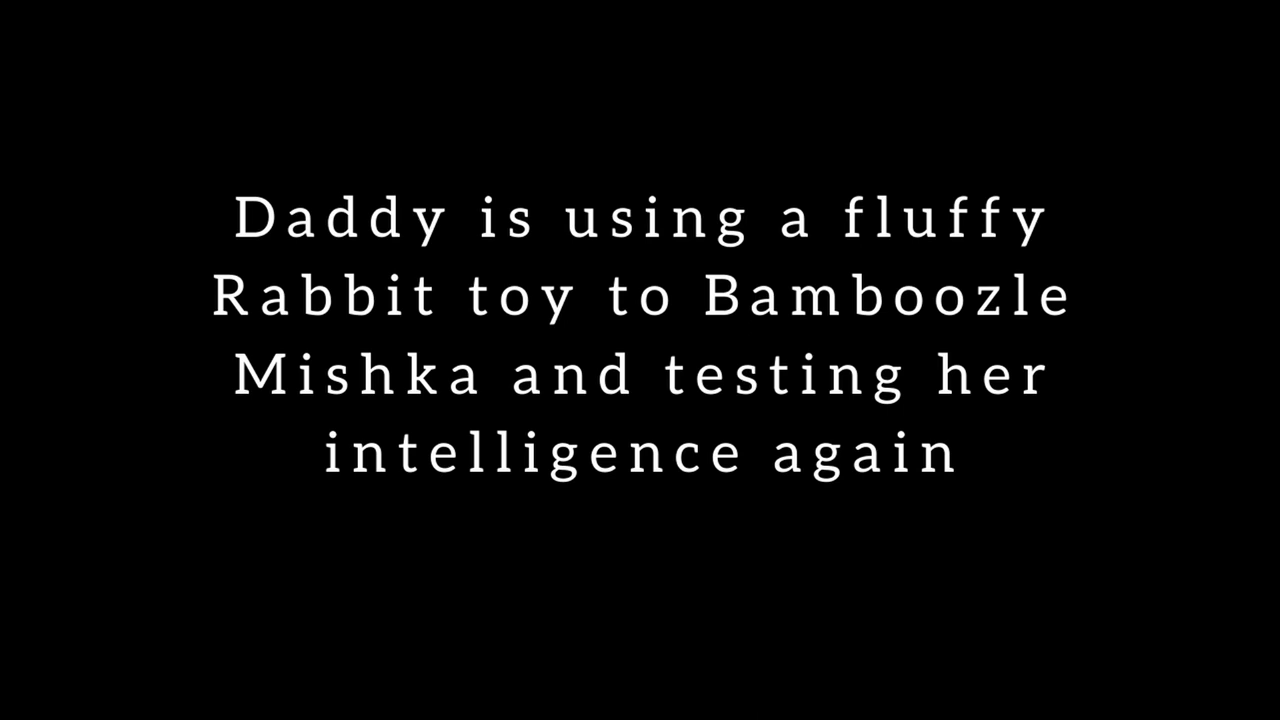 Daddy is using a fluffy
Rabbit toy to Bamboozle
Mishka and testing her
intelligence again